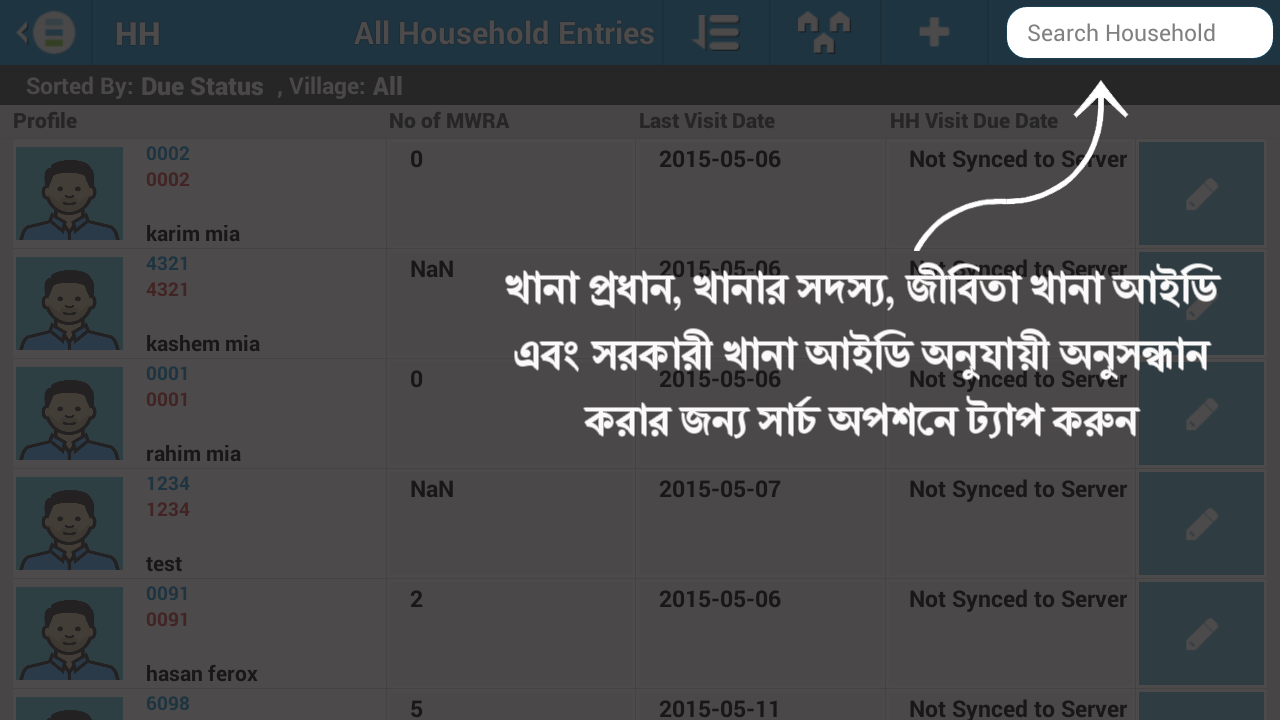 HH
All Household Entries
Search Household
Sorted By: Due Status , Village: All
Profile No of MWRA Last Visit Date HH Visit Due Date
0002
0002
karim mia
0 2015-05-06 Not Synced to Server
4321
4321
kashem mia
NaN 2015-05-06 Not Synced to Server
খানা প্রধান, খানার সদস্য, জীবিতা খানা আইডি
এবং সরকারী খানা আইডি অনুযায়ী অনুসন্ধান
করার জন্য সার্চ অপশনে ট্যাপ করুন
0001
0001
rahim mia
0 2015-05-06 Not Synced to Server
1234
1234
test
NaN 2015-05-07 Not Synced to Server
0091
0091
hasan ferox
2 2015-05-06 Not Synced to Server
6098
5 2015-05-11 Not Synced to Server